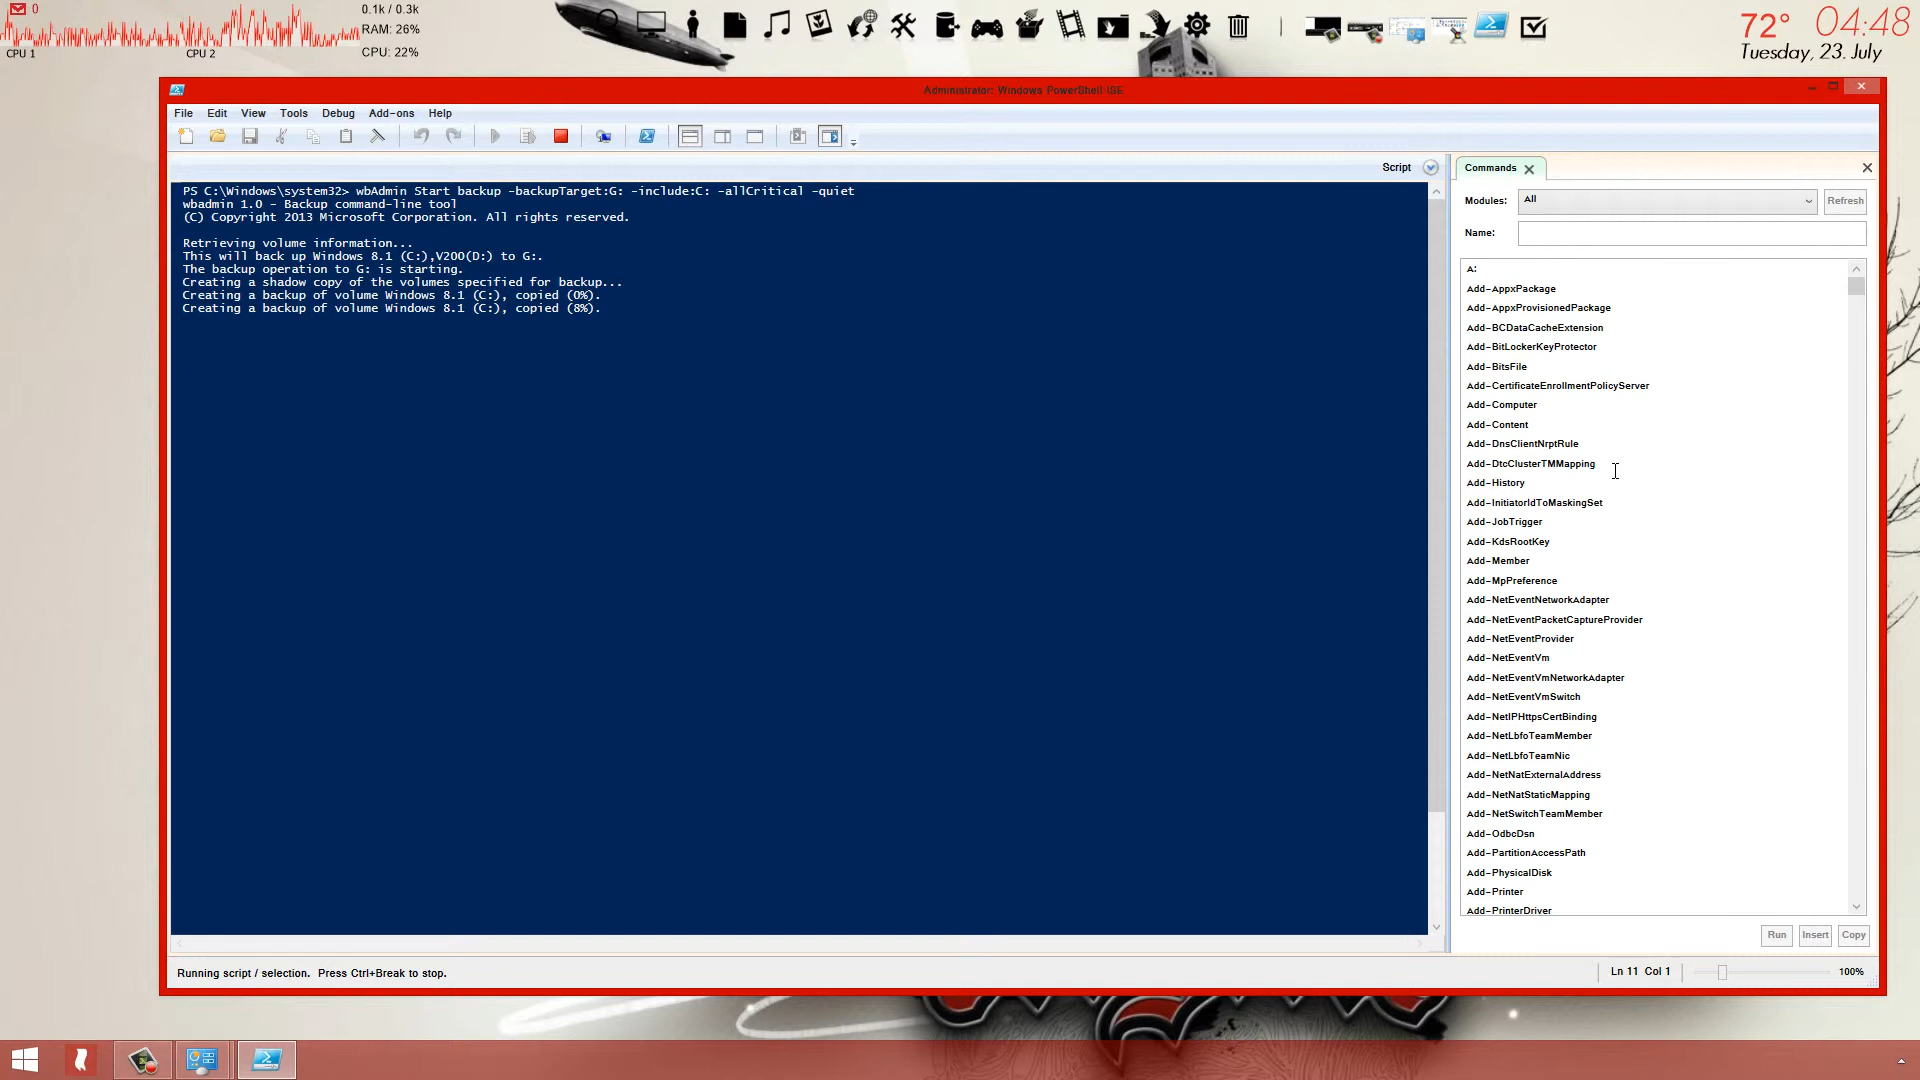 0
0.1k / 0.3k
RAM: 26%
CPU: 22%
CPU 1
CPU 2
72°
04:48
Tuesday, 23. July
Administrator: Windows PowerShell ISE
File Edit View Tools Debug Add-ons Help
Script
PS C:\Windows\system32> wbAdmin Start backup -backupTarget:G: -include:C: -allCritical -quiet
wbadmin 1.0 - Backup command-line tool
(C) Copyright 2013 Microsoft Corporation. All rights reserved.
Retrieving volume information...
This will back up Windows 8.1 (C:),V200(D:) to G:.
The backup operation to G: is starting.
Creating a shadow copy of the volumes specified for backup...
Creating a backup of volume Windows 8.1 (C:), copied (0%).
Creating a backup of volume Windows 8.1 (C:), copied (8%).
Commands
Modules: All Refresh
Name:
A:
Add-AppxPackage
Add-AppxProvisionedPackage
Add-BCDataCacheExtension
Add-BitLockerKeyProtector
Add-BitsFile
Add-CertificateEnrollmentPolicyServer
Add-Computer
Add-Content
Add-DnsClientNrptRule
Add-DtcClusterTMMapping
Add-History
Add-InitiatorIdToMaskingSet
Add-JobTrigger
Add-KdsRootKey
Add-Member
Add-MpPreference
Add-NetEventNetworkAdapter
Add-NetEventPacketCaptureProvider
Add-NetEventProvider
Add-NetEventVm
Add-NetEventVmNetworkAdapter
Add-NetEventVmSwitch
Add-NetIPHttpsCertBinding
Add-NetLbfoTeamMember
Add-NetLbfoTeamNic
Add-NetNatExternalAddress
Add-NetNatStaticMapping
Add-NetSwitchTeamMember
Add-OdbcDsn
Add-PartitionAccessPath
Add-PhysicalDisk
Add-Printer
Add-PrinterDriver
Run Insert Copy
Running script / selection. Press Ctrl+Break to stop.
Ln 11 Col 1
100%